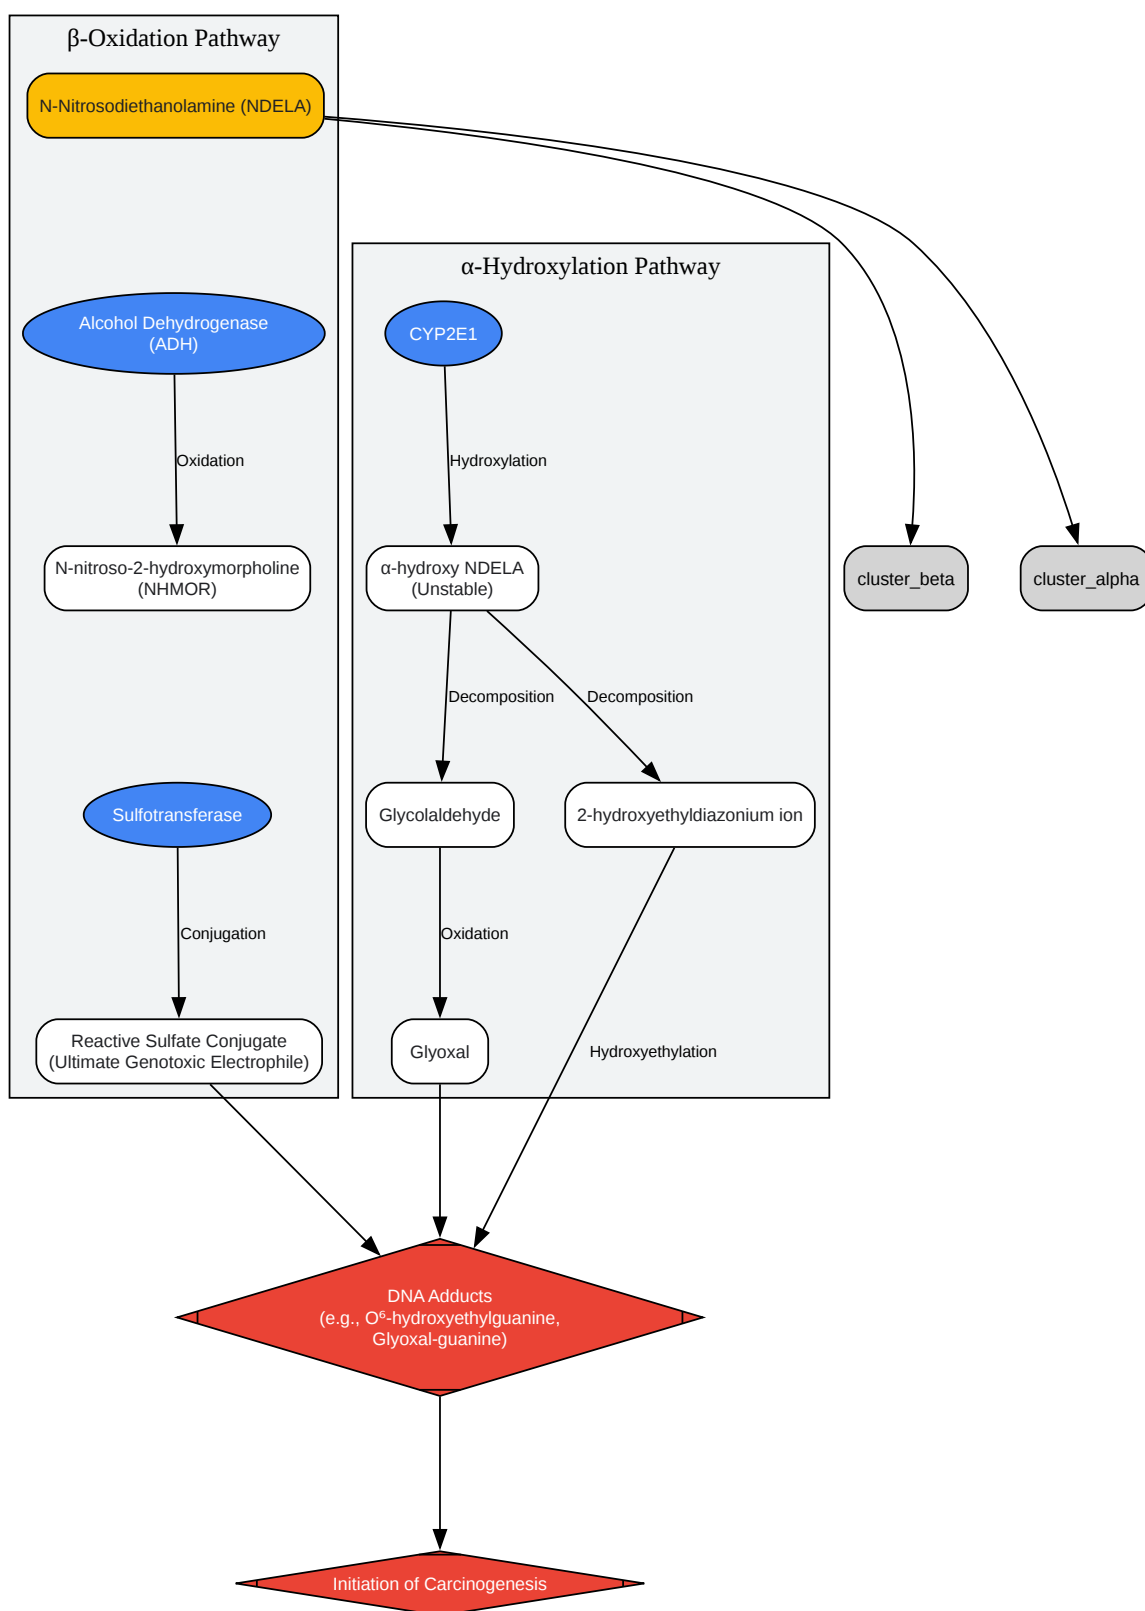 β-Oxidation Pathway
N-Nitrosodiethanolamine (NDELA)
α-Hydroxylation Pathway
Alcohol Dehydrogenase
(ADH)
CYP2E1
Oxidation
Hydroxylation
N-nitroso-2-hydroxymorpholine
(NHMOR)
α-hydroxy NDELA
(Unstable)
cluster_beta
cluster_alpha
Decomposition
Decomposition
Sulfotransferase
Glycolaldehyde
2-hydroxyethyldiazonium ion
Conjugation
Oxidation
Reactive Sulfate Conjugate
(Ultimate Genotoxic Electrophile)
Glyoxal
Hydroxyethylation
DNA Adducts
(e.g., O⁶-hydroxyethylguanine,
Glyoxal-guanine)
Initiation of Carcinogenesis